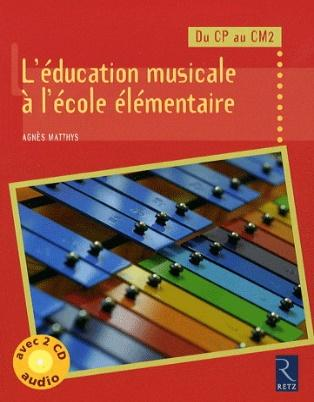 Du CP au CM2
L'éducation musicale
à l'école élémentaire
AGNÈS MATTHYS
avec 2 CD
audio
RETZ